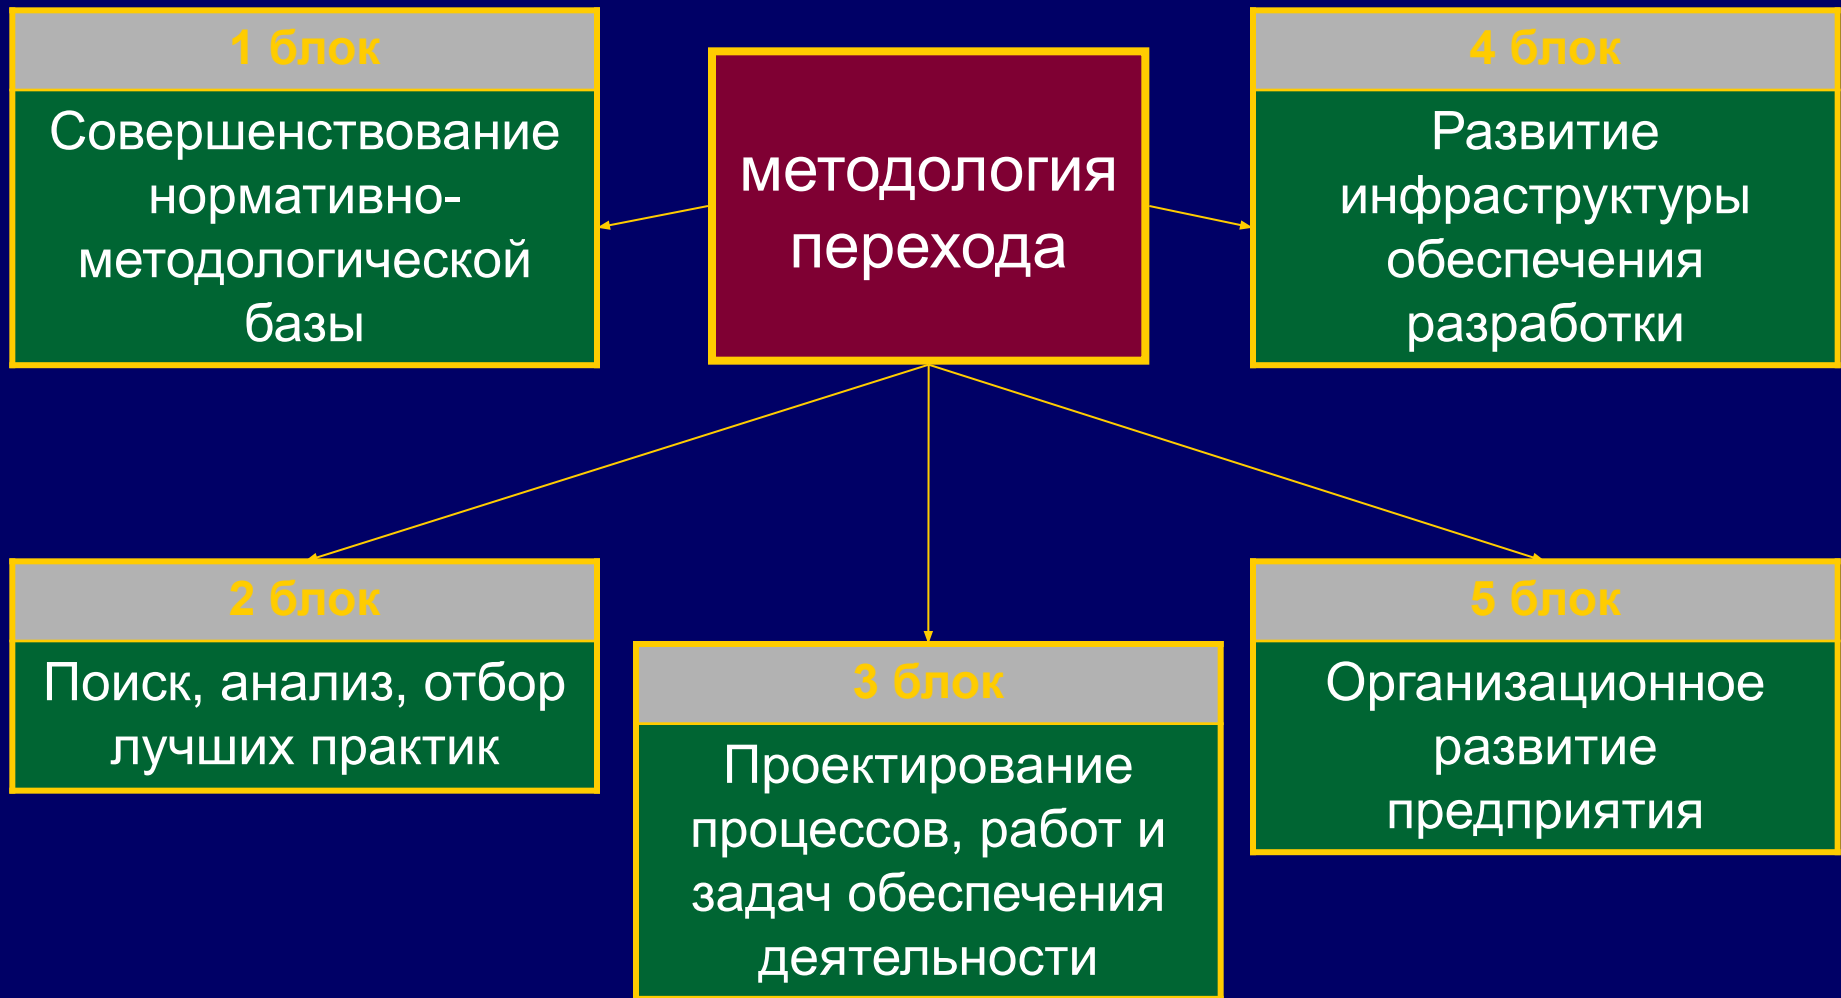 1 блок
Совершенствование
нормативно-
методологической
базы
методология
перехода
4 блок
Развитие
инфраструктуры
обеспечения
разработки
2 блок
Поиск, анализ, отбор
лучших практик
3 блок
Проектирование
процессов, работ и
задач обеспечения
деятельности
5 блок
Организационное
развитие
предприятия